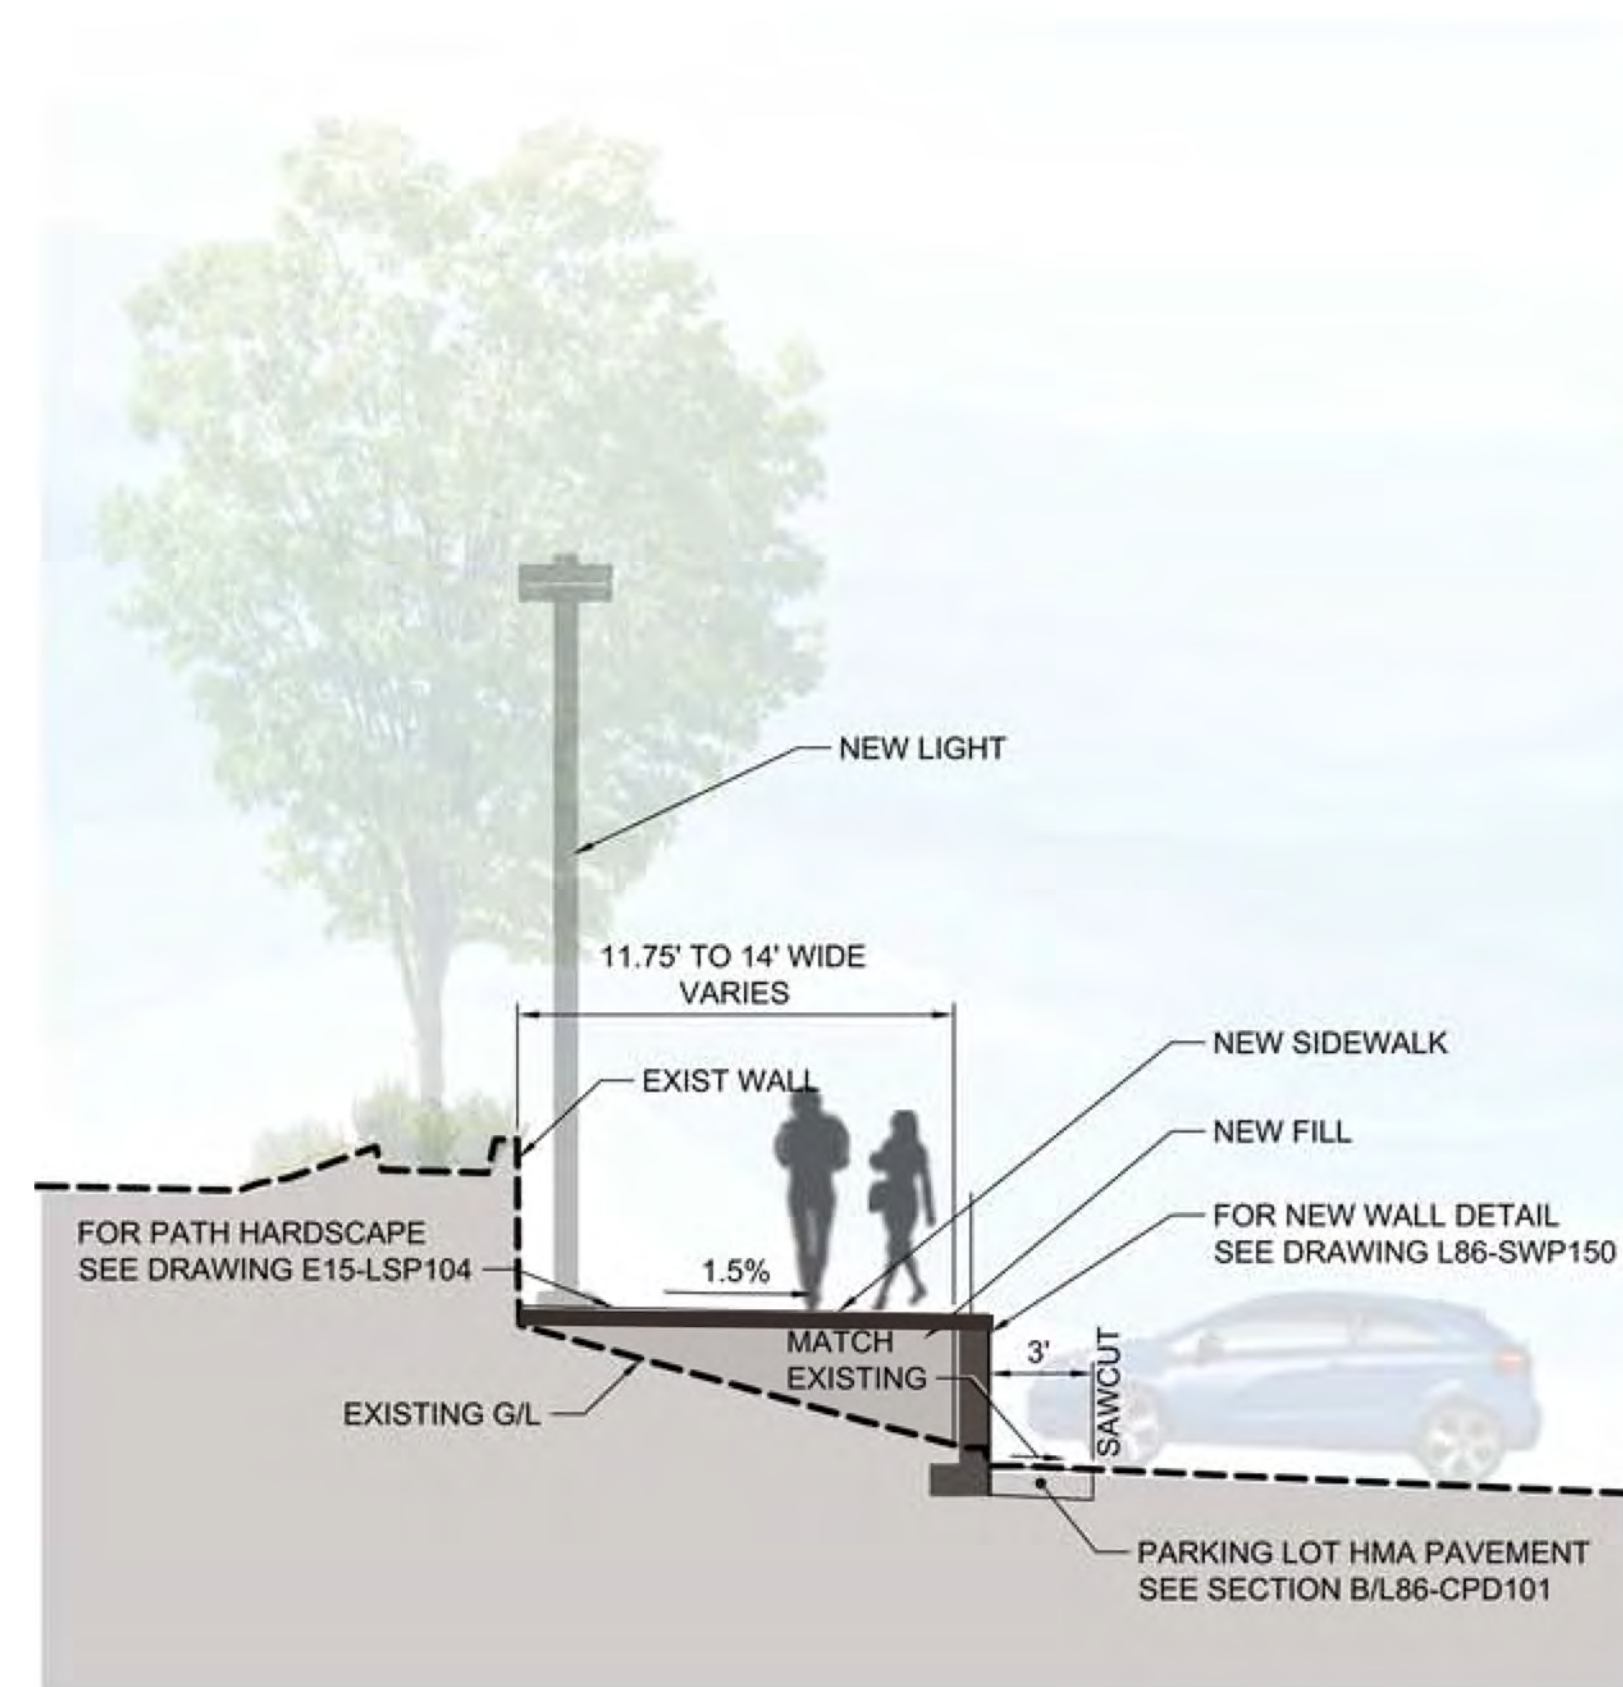 NEW LIGHT
11.75' TO 14' WIDE
VARIES
EXIST WALL
NEW SIDEWALK
NEW FILL
FOR NEW WALL DETAIL
SEE DRAWING L86-SWP150
FOR PATH HARDSCAPE
SEE DRAWING E15-LSP104
1.5%
MATCH
EXISTING
3'
SAWCUT
EXISTING G/L
PARKING LOT HMA PAVEMENT
SEE SECTION B/L86-CPD101